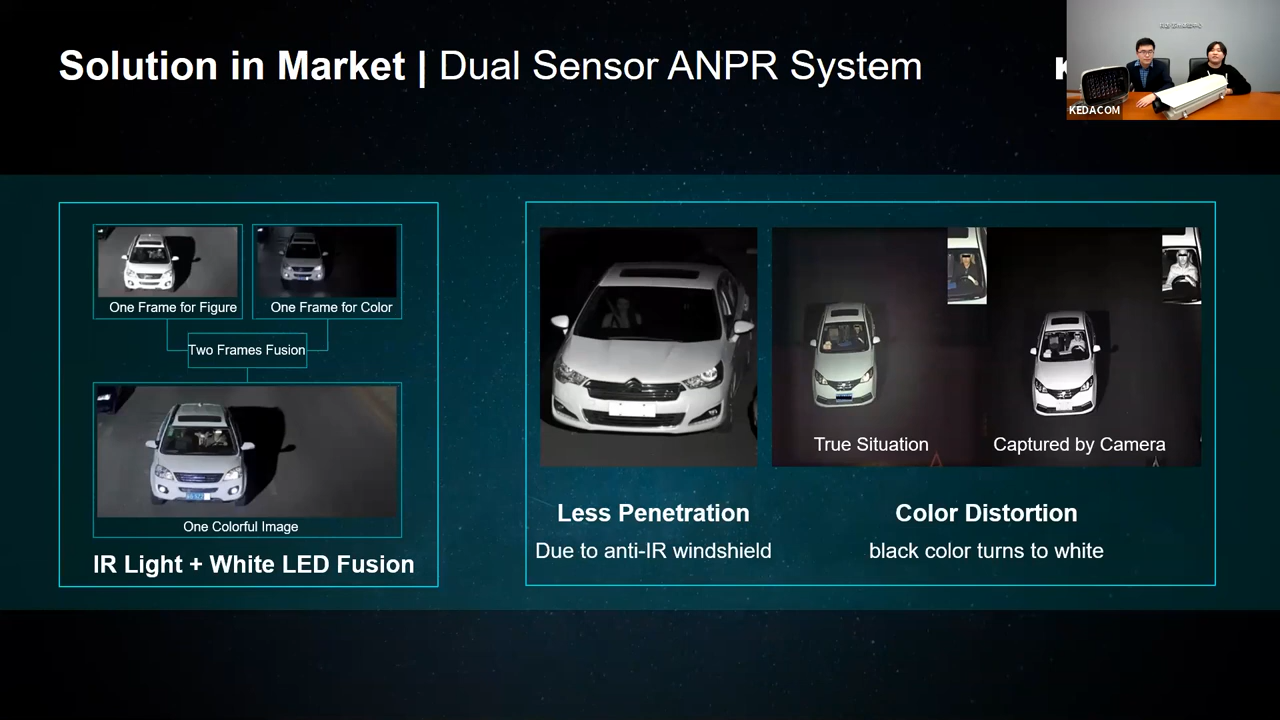 Solution in Market | Dual Sensor ANPR System
K
KEDACOM
One Frame for Figure
One Frame for Color
Two Frames Fusion
One Colorful Image
IR Light + White LED Fusion
True Situation
Captured by Camera
Less Penetration
Due to anti-IR windshield
Color Distortion
black color turns to white